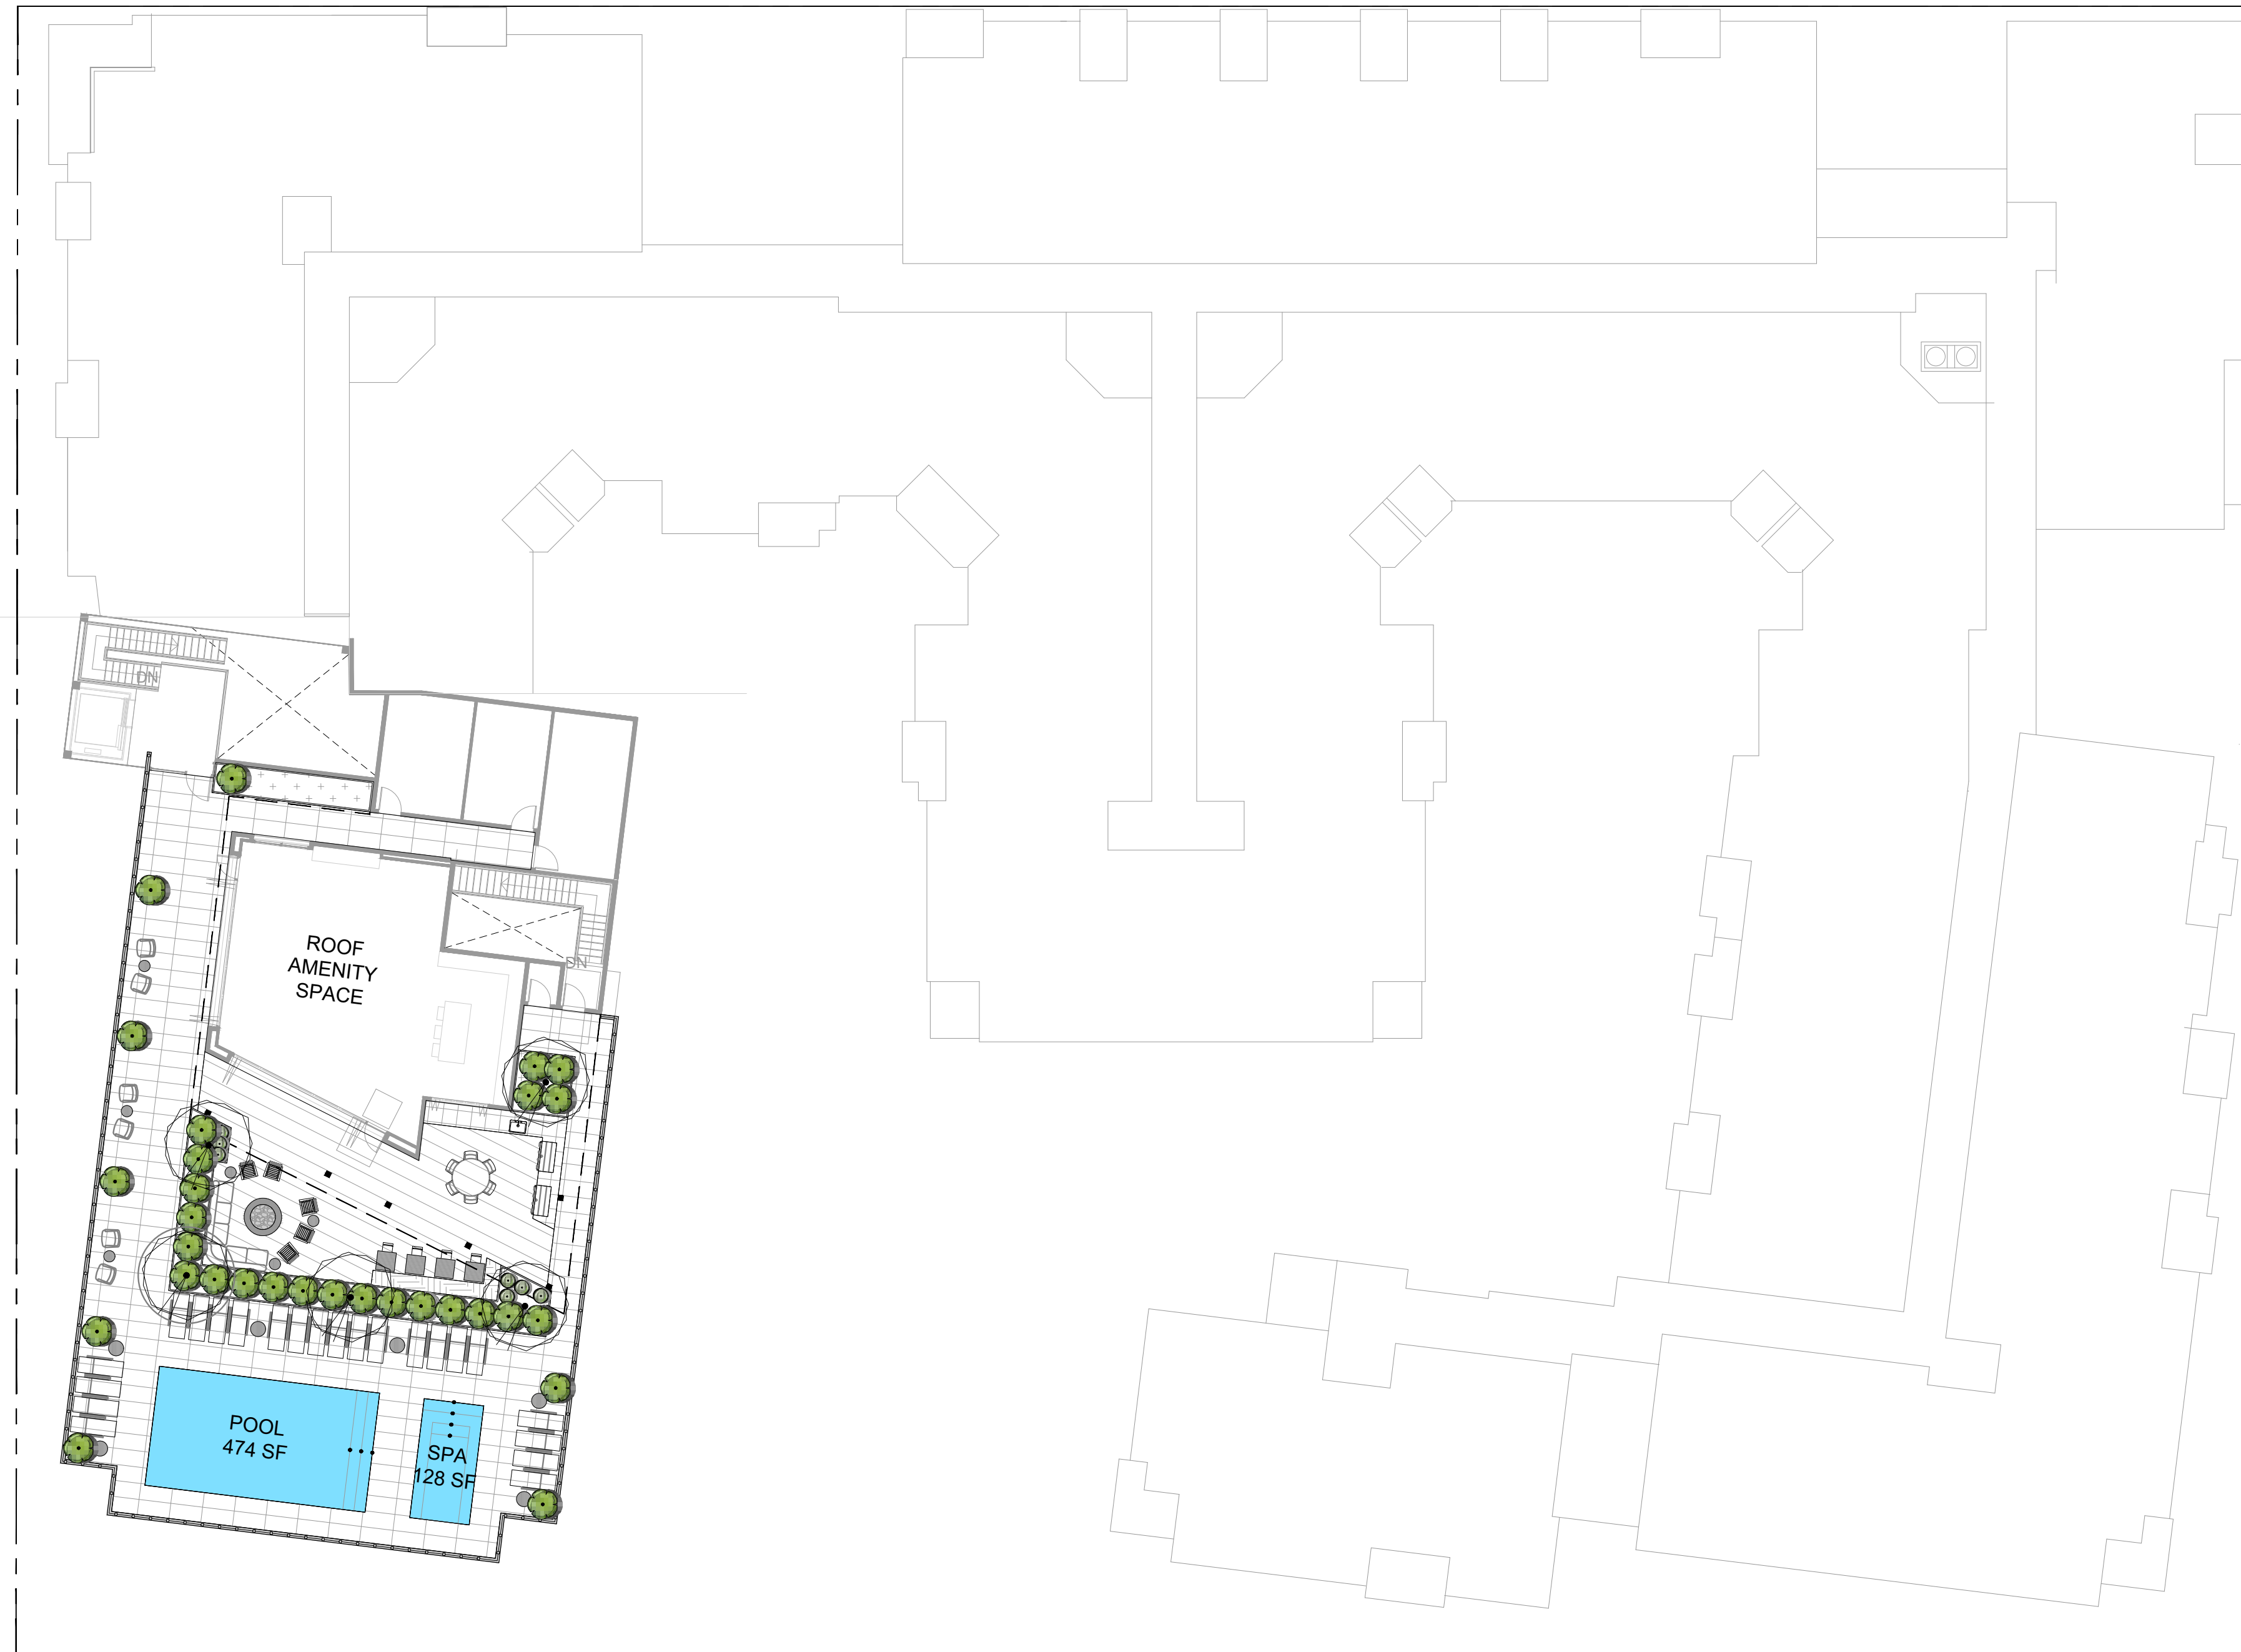 DN
ROOF
AMENITY
SPACE
DN
POOL
474 SF
SPA
128 SF